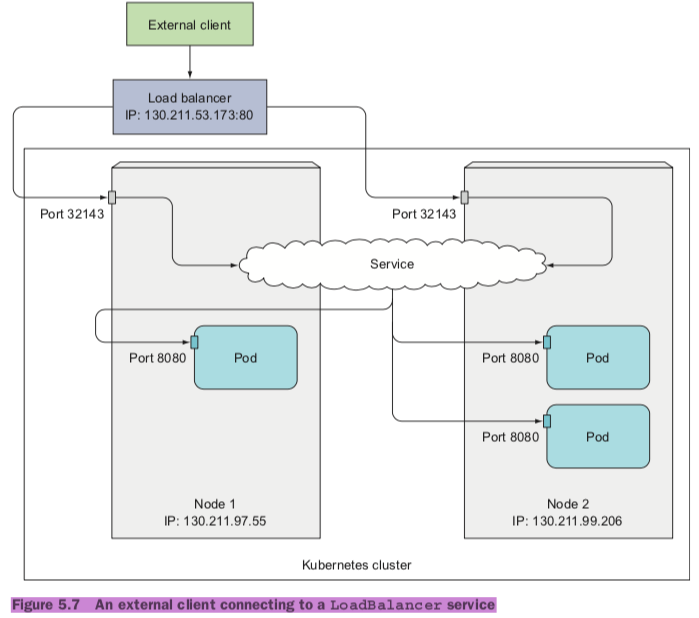 External client
Load balancer
IP: 130.211.53.173:80
Port 32143
Port 32143
Service
Port 8080
Pod
Port 8080
Pod
Port 8080
Pod
Node 1
IP: 130.211.97.55
Node 2
IP: 130.211.99.206
Kubernetes cluster
Figure 5.7 An external client connecting to a LoadBalancer service